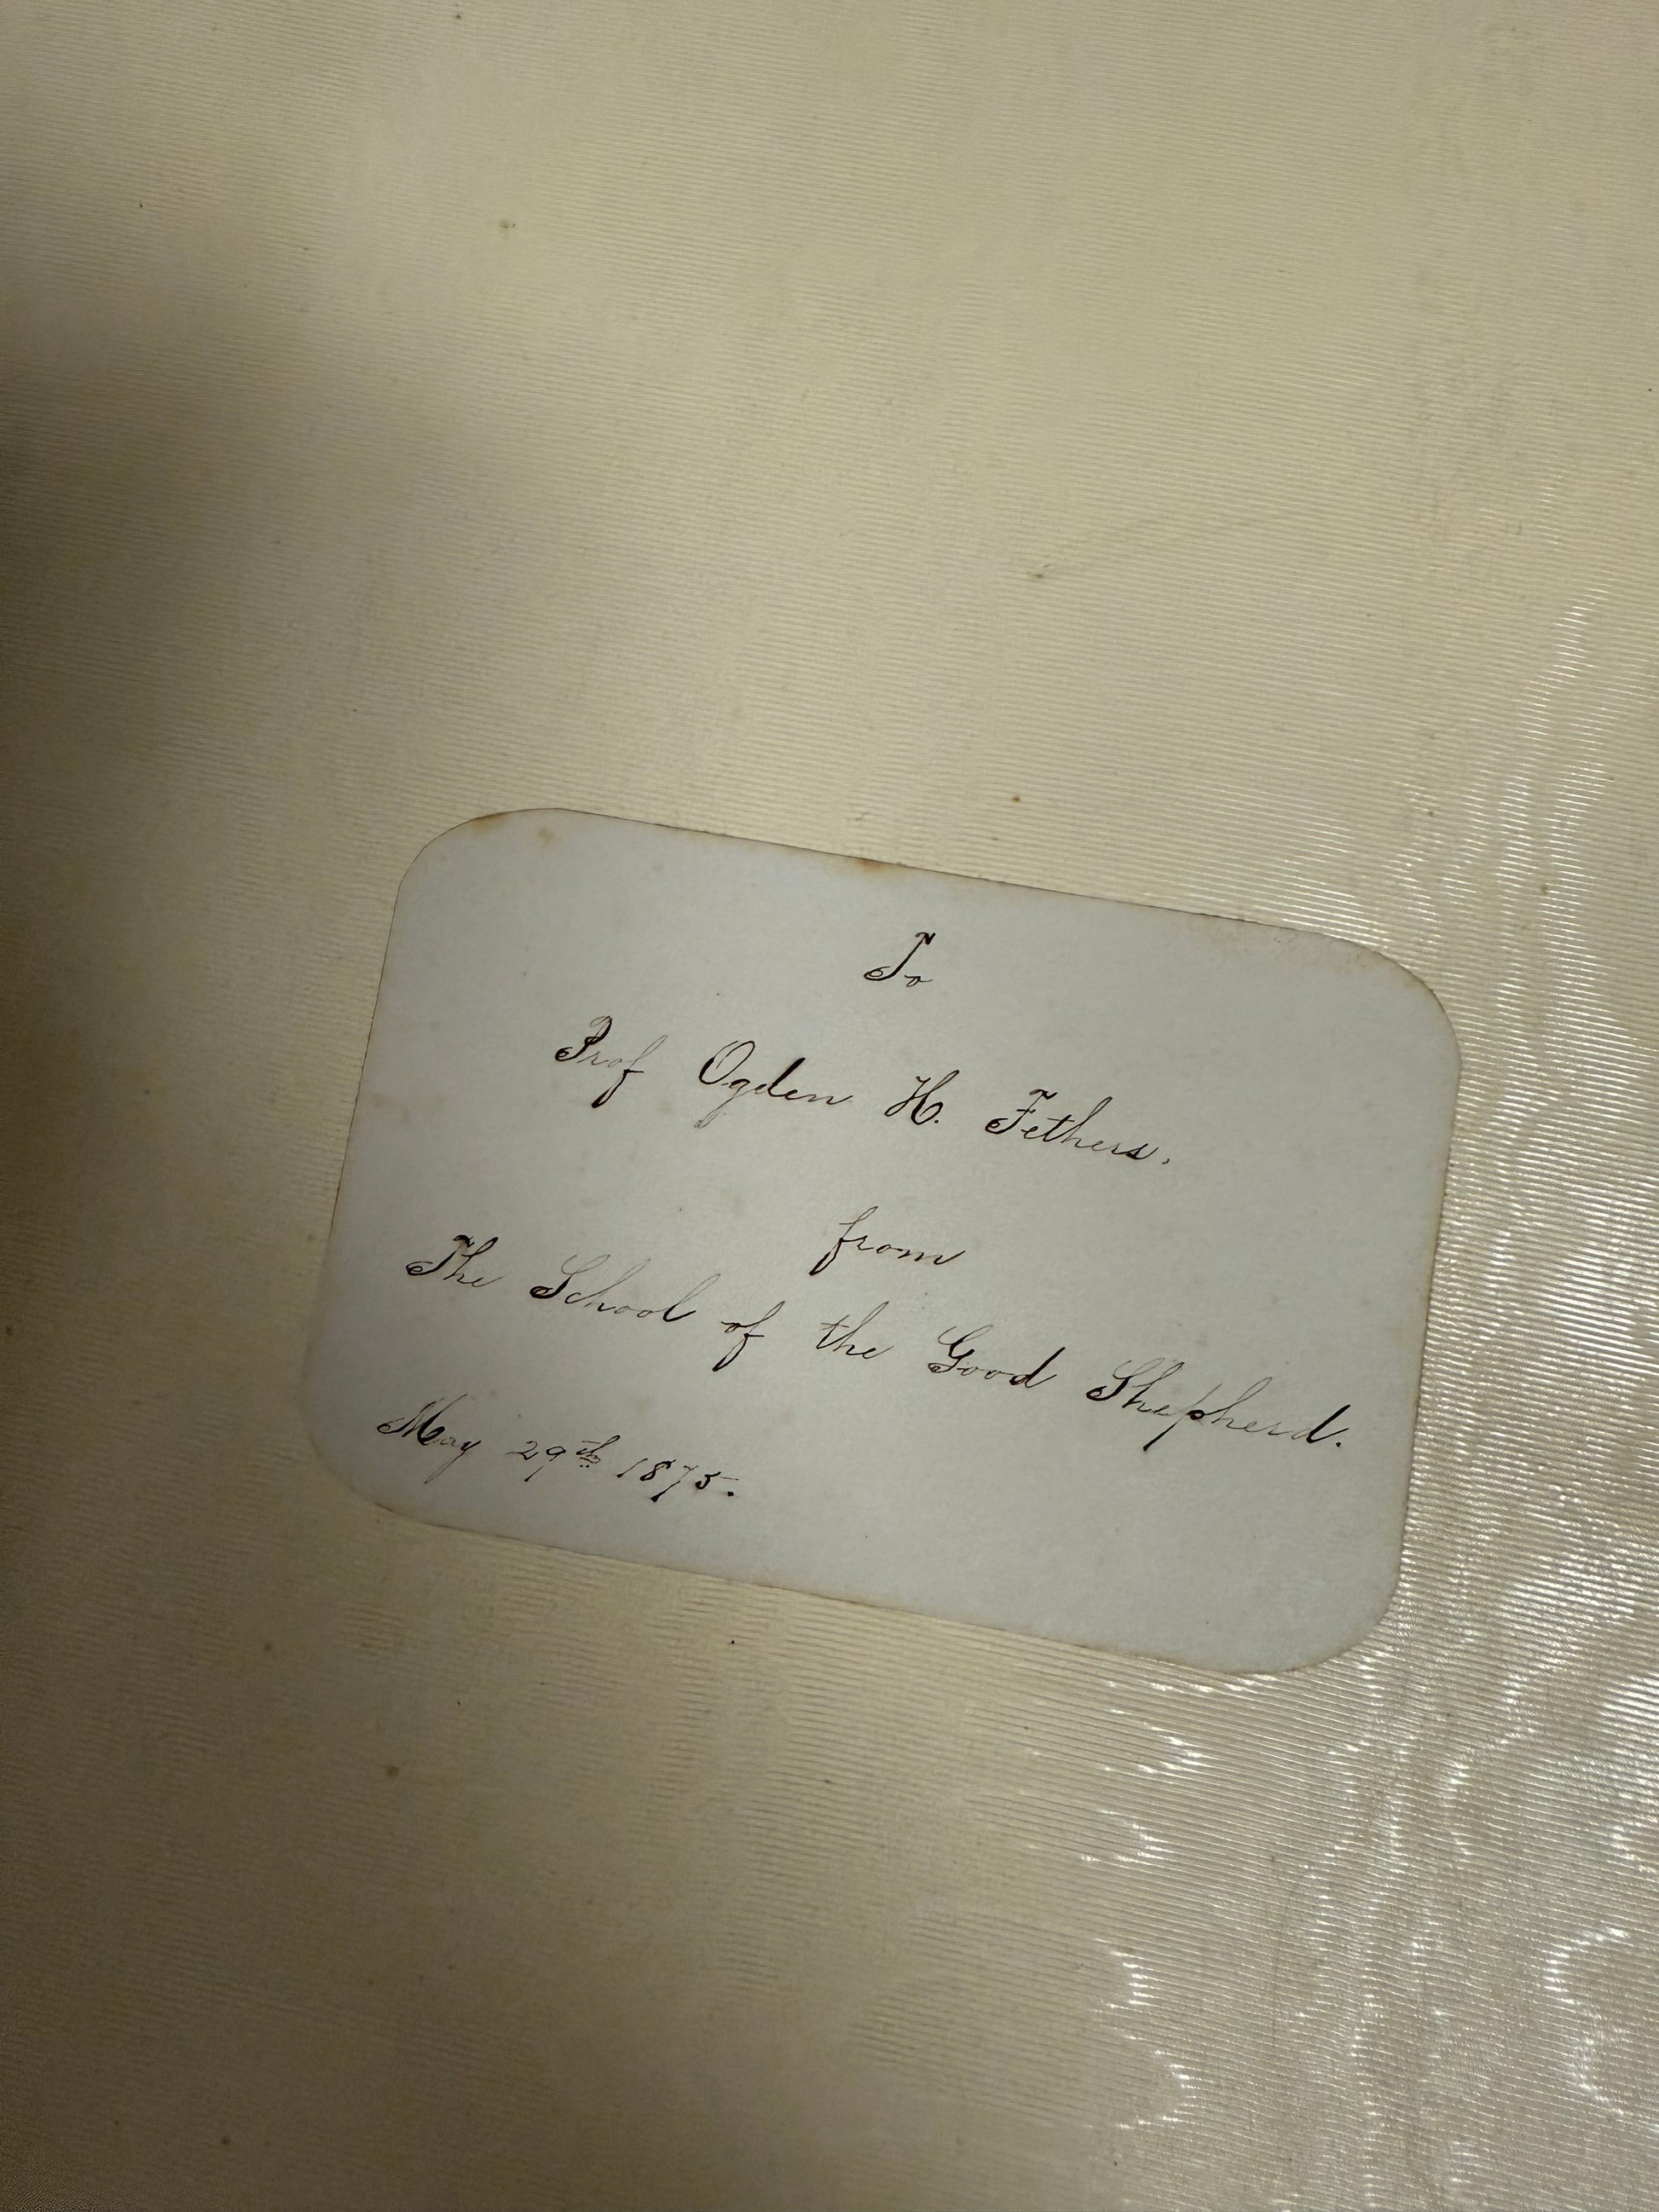 To
Prof Ogden H. Fethers.
from
The School of the Good Shepherd.
May 29th 1875.